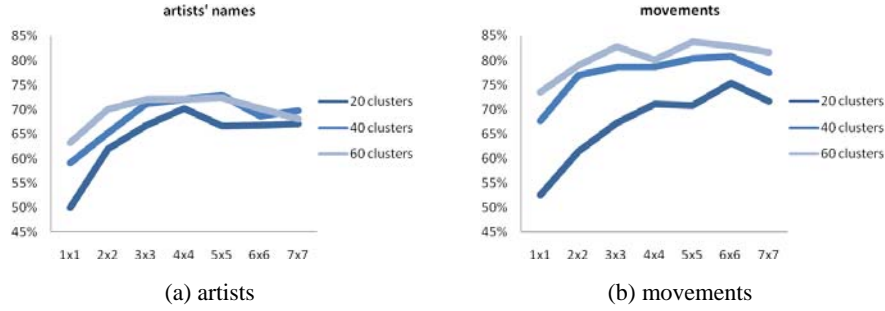 artists' names
85%
80%
75%
70%
65%
60%
55%
50%
45%
1x1 2x2 3x3 4x4 5x5 6x6 7x7
20 clusters
40 clusters
60 clusters
(a) artists
movements
85%
80%
75%
70%
65%
60%
55%
50%
45%
1x1 2x2 3x3 4x4 5x5 6x6 7x7
20 clusters
40 clusters
60 clusters
(b) movements